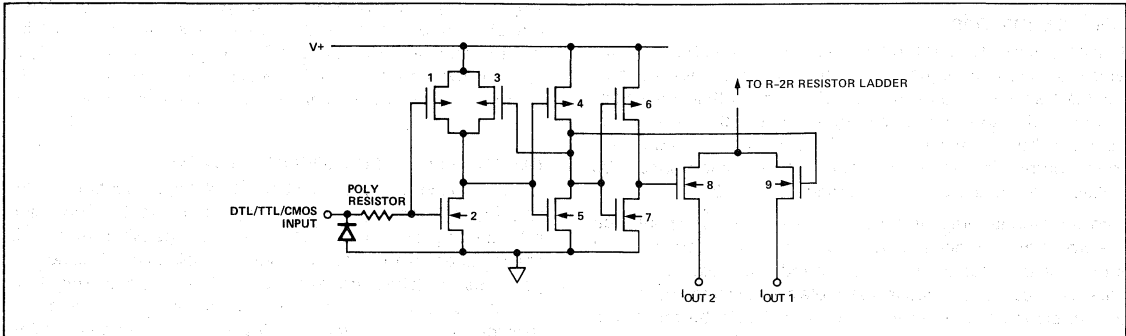 V+
1
3
4
6
TO R-2R RESISTOR LADDER
POLY
RESISTOR
DTL/TTL/CMOS
INPUT
2
5
7
8
9
IOUT 2
IOUT 1